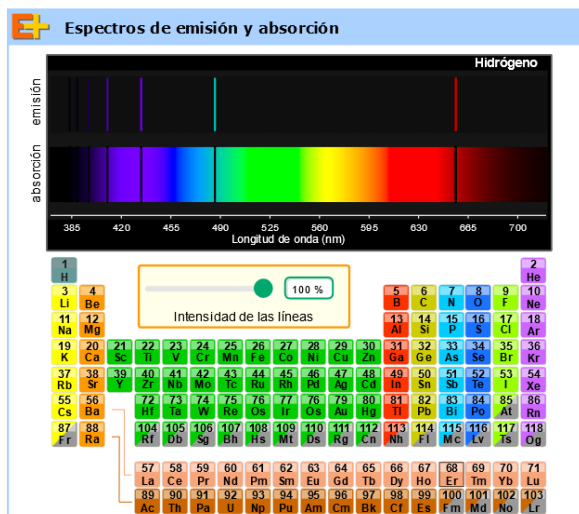 E+ Espectros de emisión y absorción
Hidrógeno
emisión
absorción
385 420 455 490 525 560 595 630 665 700
Longitud de onda (nm)
1 2
H He
100 %
Intensidad de las líneas
3 4 5 6 7 8 9 10
Li Be B C N O F Ne
11 12 13 14 15 16 17 18
Na Mg Al Si P S Cl Ar
19 20 21 22 23 24 25 26 27 28 29 30 31 32 33 34 35 36
K Ca Sc Ti V Cr Mn Fe Co Ni Cu Zn Ga Ge As Se Br Kr
37 38 39 40 41 42 43 44 45 46 47 48 49 50 51 52 53 54
Rb Sr Y Zr Nb Mo Tc Ru Rh Pd Ag Cd In Sn Sb Te I Xe
55 56 72 73 74 75 76 77 78 79 80 81 82 83 84 85 86
Cs Ba Hf Ta W Re Os Ir Os Au Hg Tl Pb Bi Po At Rn
87 88 104 105 106 107 108 109 110 111 112 113 114 115 116 117 118
Fr Ra Rf Db Sg Bh Hs Mt Ds Rg Cn Nh Fl Mc Lv Ts Og
57 58 59 60 61 62 63 64 65 66 67 68 69 70 71
La Ce Pr Nd Pm Sm Eu Gd Tb Dy Ho Er Tm Yb Lu
89 90 91 92 93 94 95 96 97 98 99 100 101 102 103
Ac Th Pa U Np Pu Am Cm Bk Cf Es Fm Md No Lr